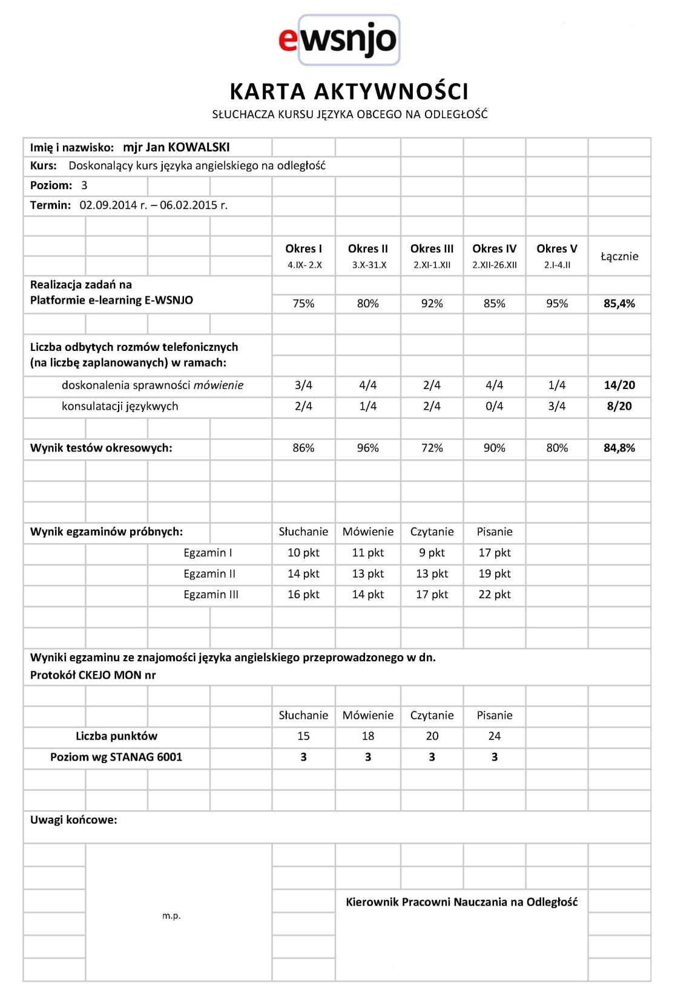 ewsnjo
KARTA AKTYWNOŚCI
SŁUCHACZA KURSU JĘZYKA OBCEGO NA ODLEGŁOŚĆ
Imię i nazwisko: mjr Jan KOWALSKI
Kurs: Doskonalący kurs języka angielskiego na odległość
Poziom: 3
Termin: 02.09.2014 r. – 06.02.2015 r.
Okres I Okres II Okres III Okres IV Okres V Łącznie
4.IX- 2.X 3.X-31.X 2.XI-1.XII 2.XII-26.XII 2.I-4.II
Realizacja zadań na
Platformie e-learning E-WSNJO 75% 80% 92% 85% 95% 85,4%
Liczba odbytych rozmów telefonicznych
(na liczbę zaplanowanych) w ramach:
doskonalenia sprawności mówienie 3/4 4/4 2/4 4/4 1/4 14/20
konsulatacji językwych 2/4 1/4 2/4 0/4 3/4 8/20
Wynik testów okresowych: 86% 96% 72% 90% 80% 84,8%
Wynik egzaminów próbnych: Słuchanie Mówienie Czytanie Pisanie
Egzamin I 10 pkt 11 pkt 9 pkt 17 pkt
Egzamin II 14 pkt 13 pkt 13 pkt 19 pkt
Egzamin III 16 pkt 14 pkt 17 pkt 22 pkt
Wyniki egzaminu ze znajomości języka angielskiego przeprowadzonego w dn.
Protokół CKEJO MON nr
Słuchanie Mówienie Czytanie Pisanie
Liczba punktów 15 18 20 24
Poziom wg STANAG 6001 3 3 3 3
Uwagi końcowe:
Kierownik Pracowni Nauczania na Odległość
m.p.